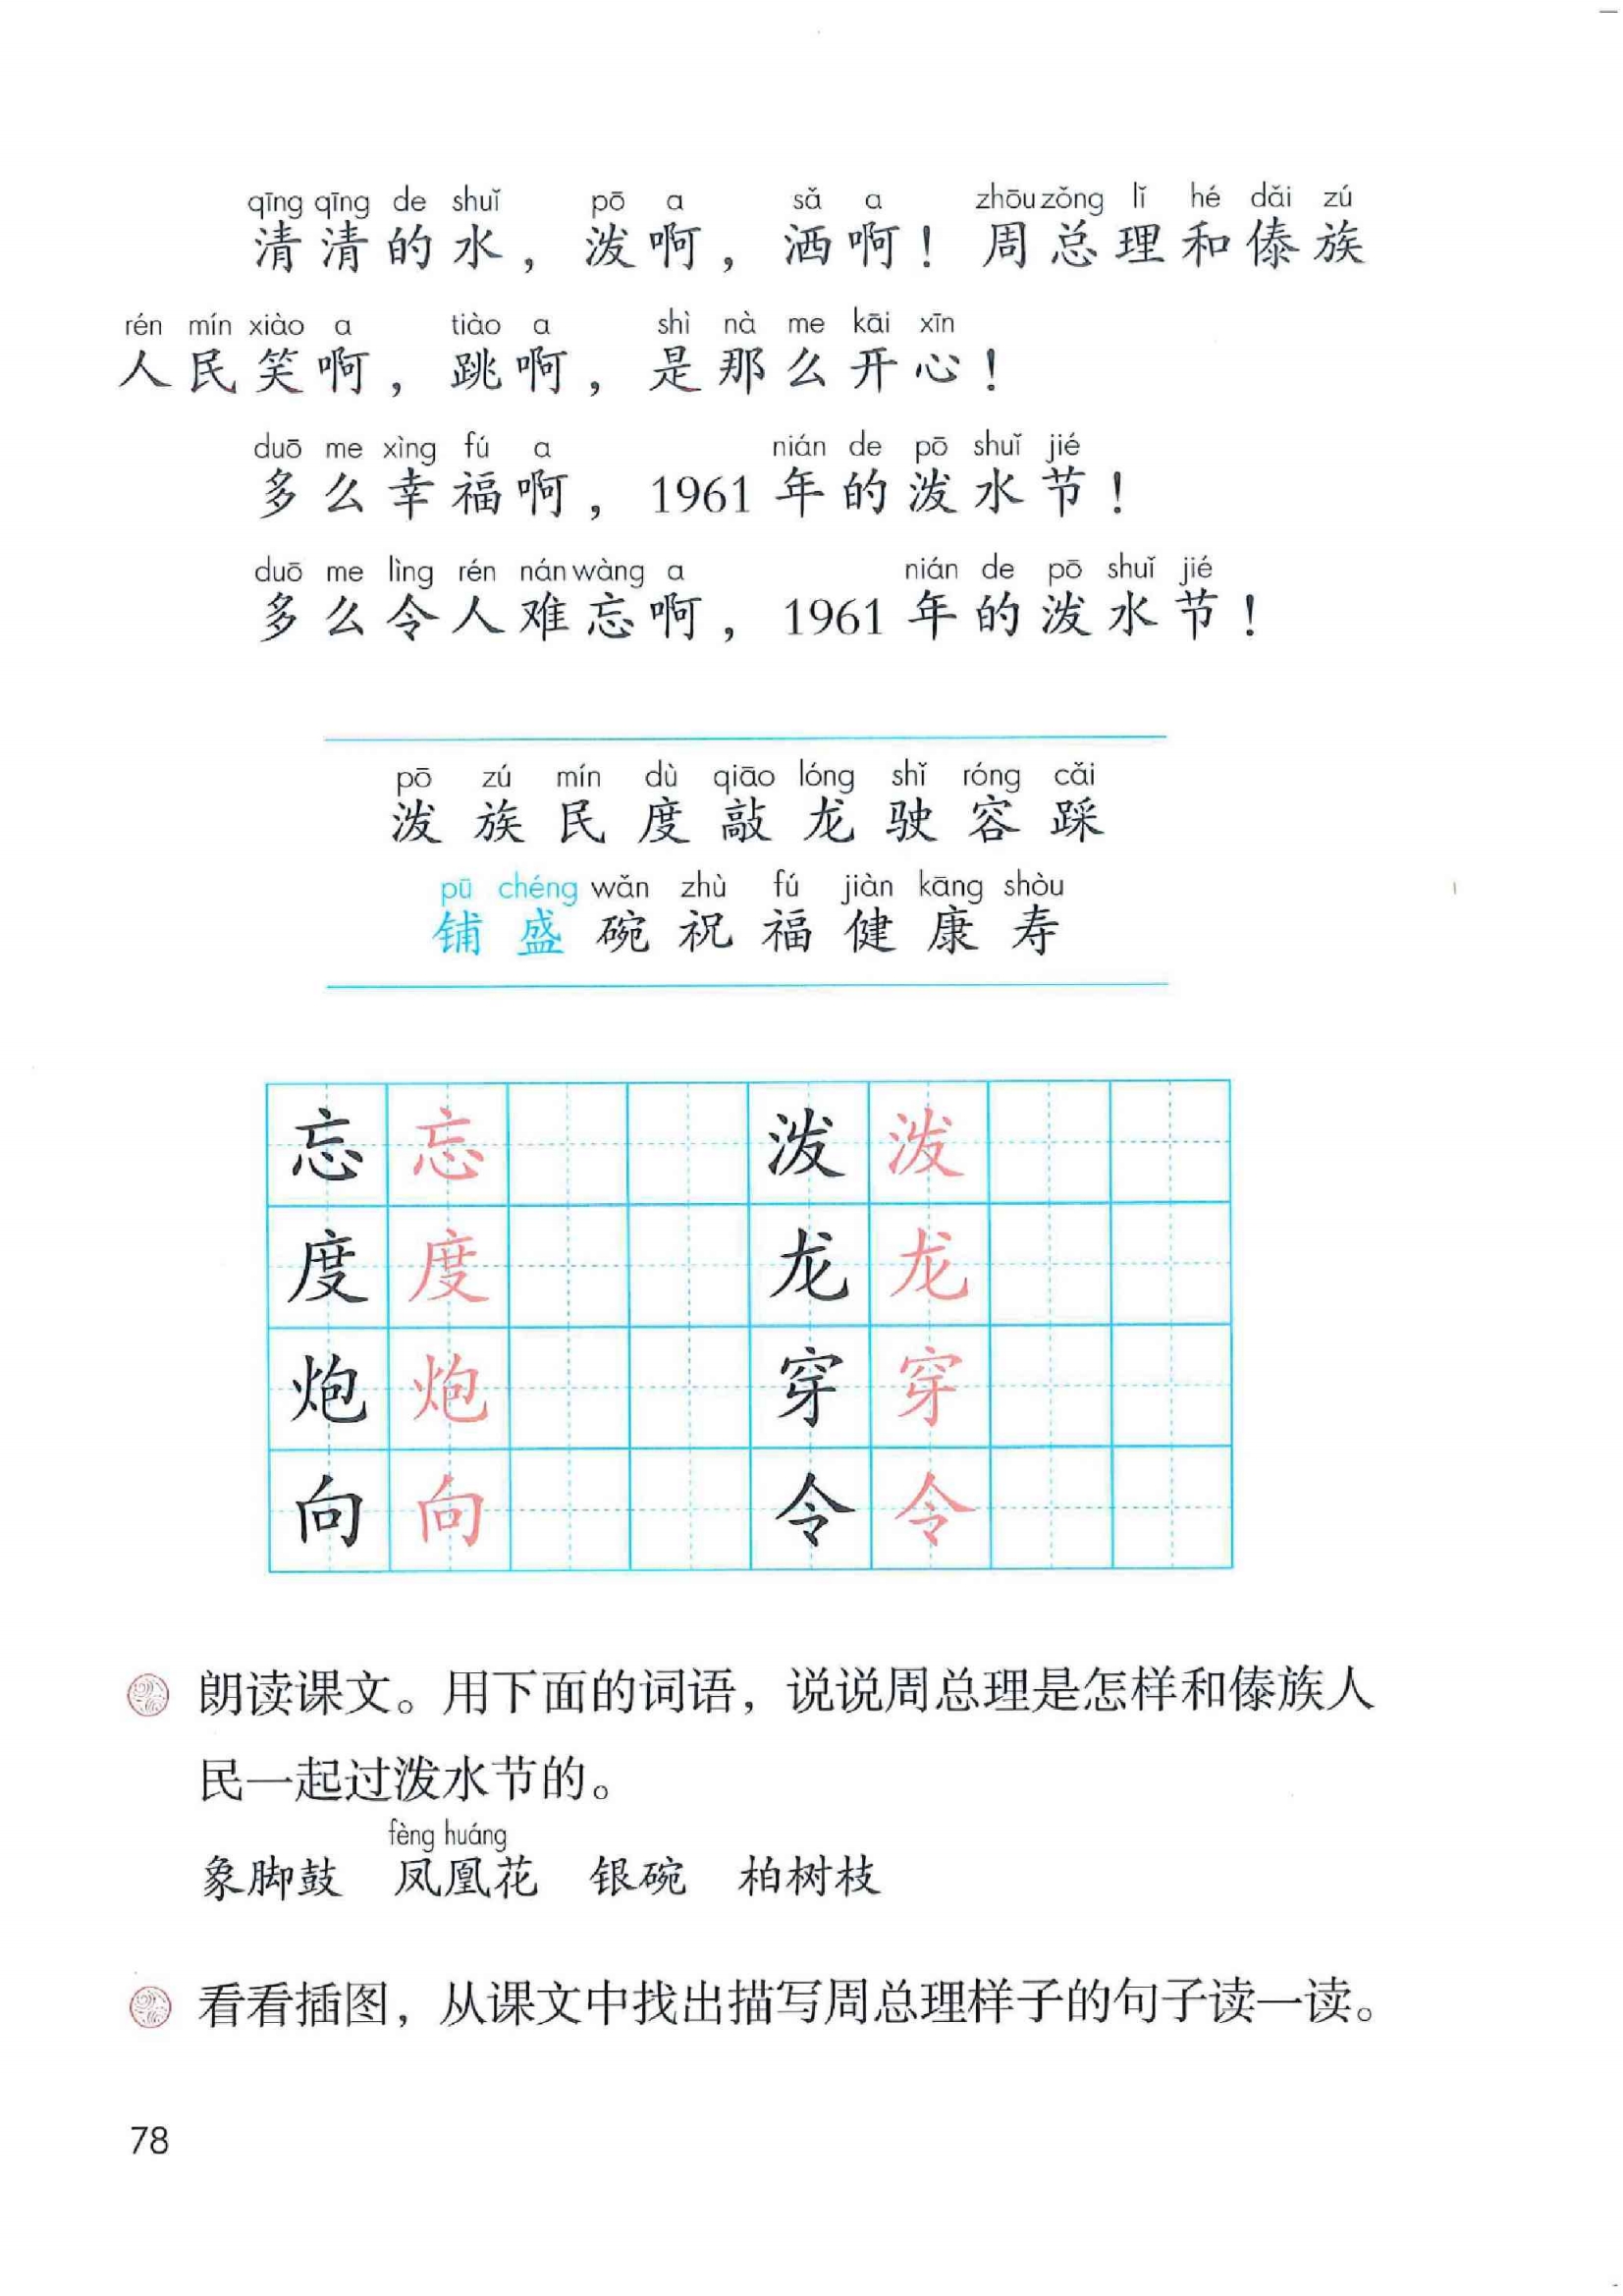 qīng qīng de shuǐ pō a sǎ a zhōu zǒng lǐ hé dǎi zú
清清的水，泼啊，洒啊！周总理和傣族
rén mín xiào a tiào a shì nà me kāi xīn
人民笑啊，跳啊，是那么开心！
duō me xìng fú a nián de pō shuǐ jié
多么幸福啊，1961年的泼水节！
duō me lìng rén nán wàng a nián de pō shuǐ jié
多么令人难忘啊，1961年的泼水节！
pō zú mín dù qiāo lóng shǐ róng cǎi
泼 族 民 度 敲 龙 驶 容 踩
pū chéng wǎn zhù fú jiàn kāng shòu
铺 盛 碗 祝 福 健 康 寿
忘 忘 泼 泼
度 度 龙 龙
炮 炮 穿 穿
向 向 令 令
朗读课文。用下面的词语，说说周总理是怎样和傣族人
民一起过泼水节的。
fèng huáng
象脚鼓 凤凰花 银碗 柏树枝
看看插图，从课文中找出描写周总理样子的句子读一读。
78